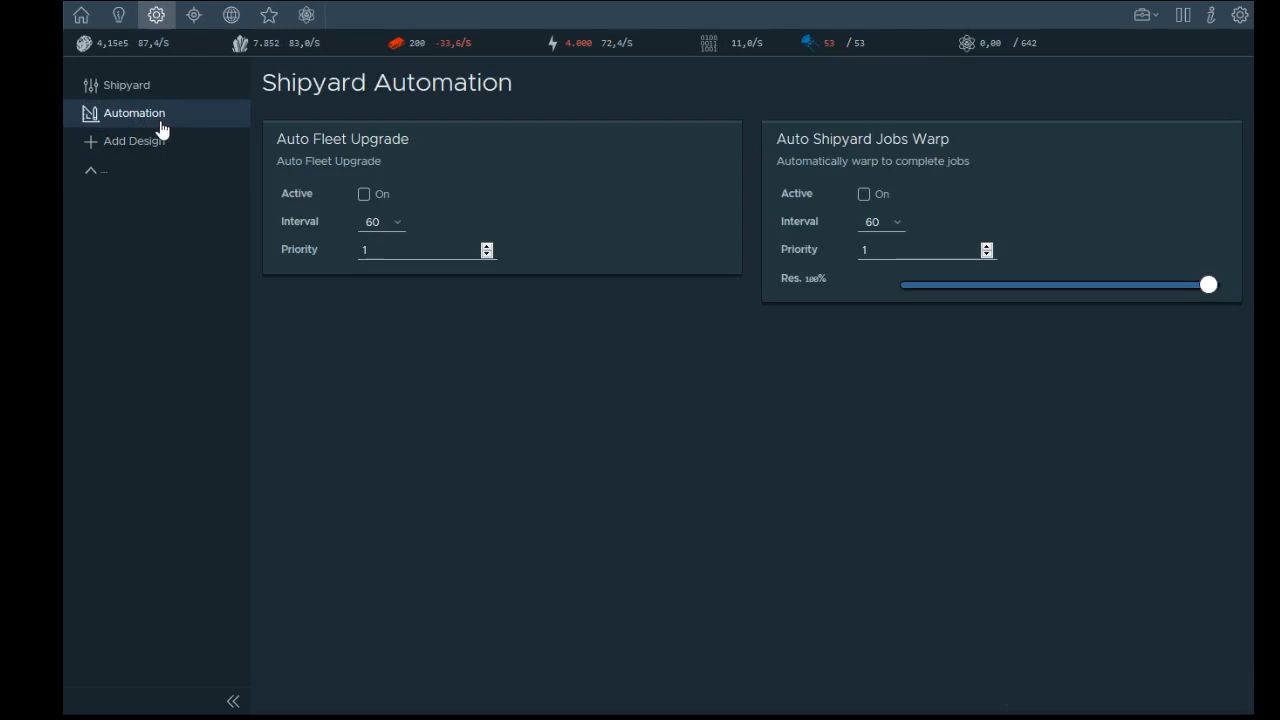 4,15e5 87,4/S 7.852 83,0/S 200 -33,6/S 4.000 72,4/S 0100 0011 1001 11,0/S 53 / 53 0,00 / 642
Shipyard
Automation
Add Design
...
Shipyard Automation
Auto Fleet Upgrade
Auto Fleet Upgrade
Active On
Interval 60
Priority 1
Auto Shipyard Jobs Warp
Automatically warp to complete jobs
Active On
Interval 60
Priority 1
Res. 100%